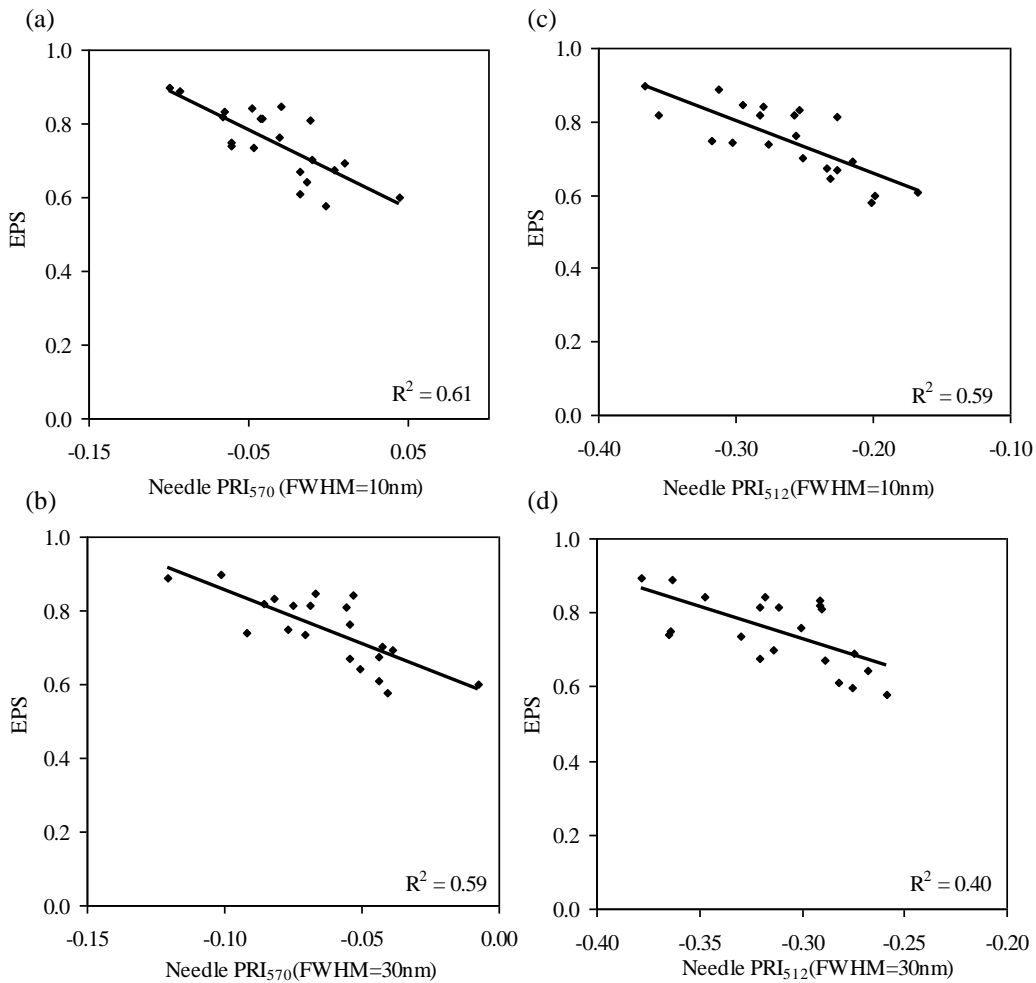 (a)
1.0
0.8
0.6
0.4
0.2
0.0
EPS
R² = 0.61
-0.15 -0.05 0.05
Needle PRI₅₇₀ (FWHM=10nm)
(c)
1.0
0.8
0.6
0.4
0.2
0.0
EPS
R² = 0.59
-0.40 -0.30 -0.20 -0.10
Needle PRI₅₁₂(FWHM=10nm)
(b)
1.0
0.8
0.6
0.4
0.2
0.0
EPS
R² = 0.59
-0.15 -0.10 -0.05 0.00
Needle PRI₅₇₀(FWHM=30nm)
(d)
1.0
0.8
0.6
0.4
0.2
0.0
EPS
R² = 0.40
-0.40 -0.35 -0.30 -0.25 -0.20
Needle PRI₅₁₂(FWHM=30nm)